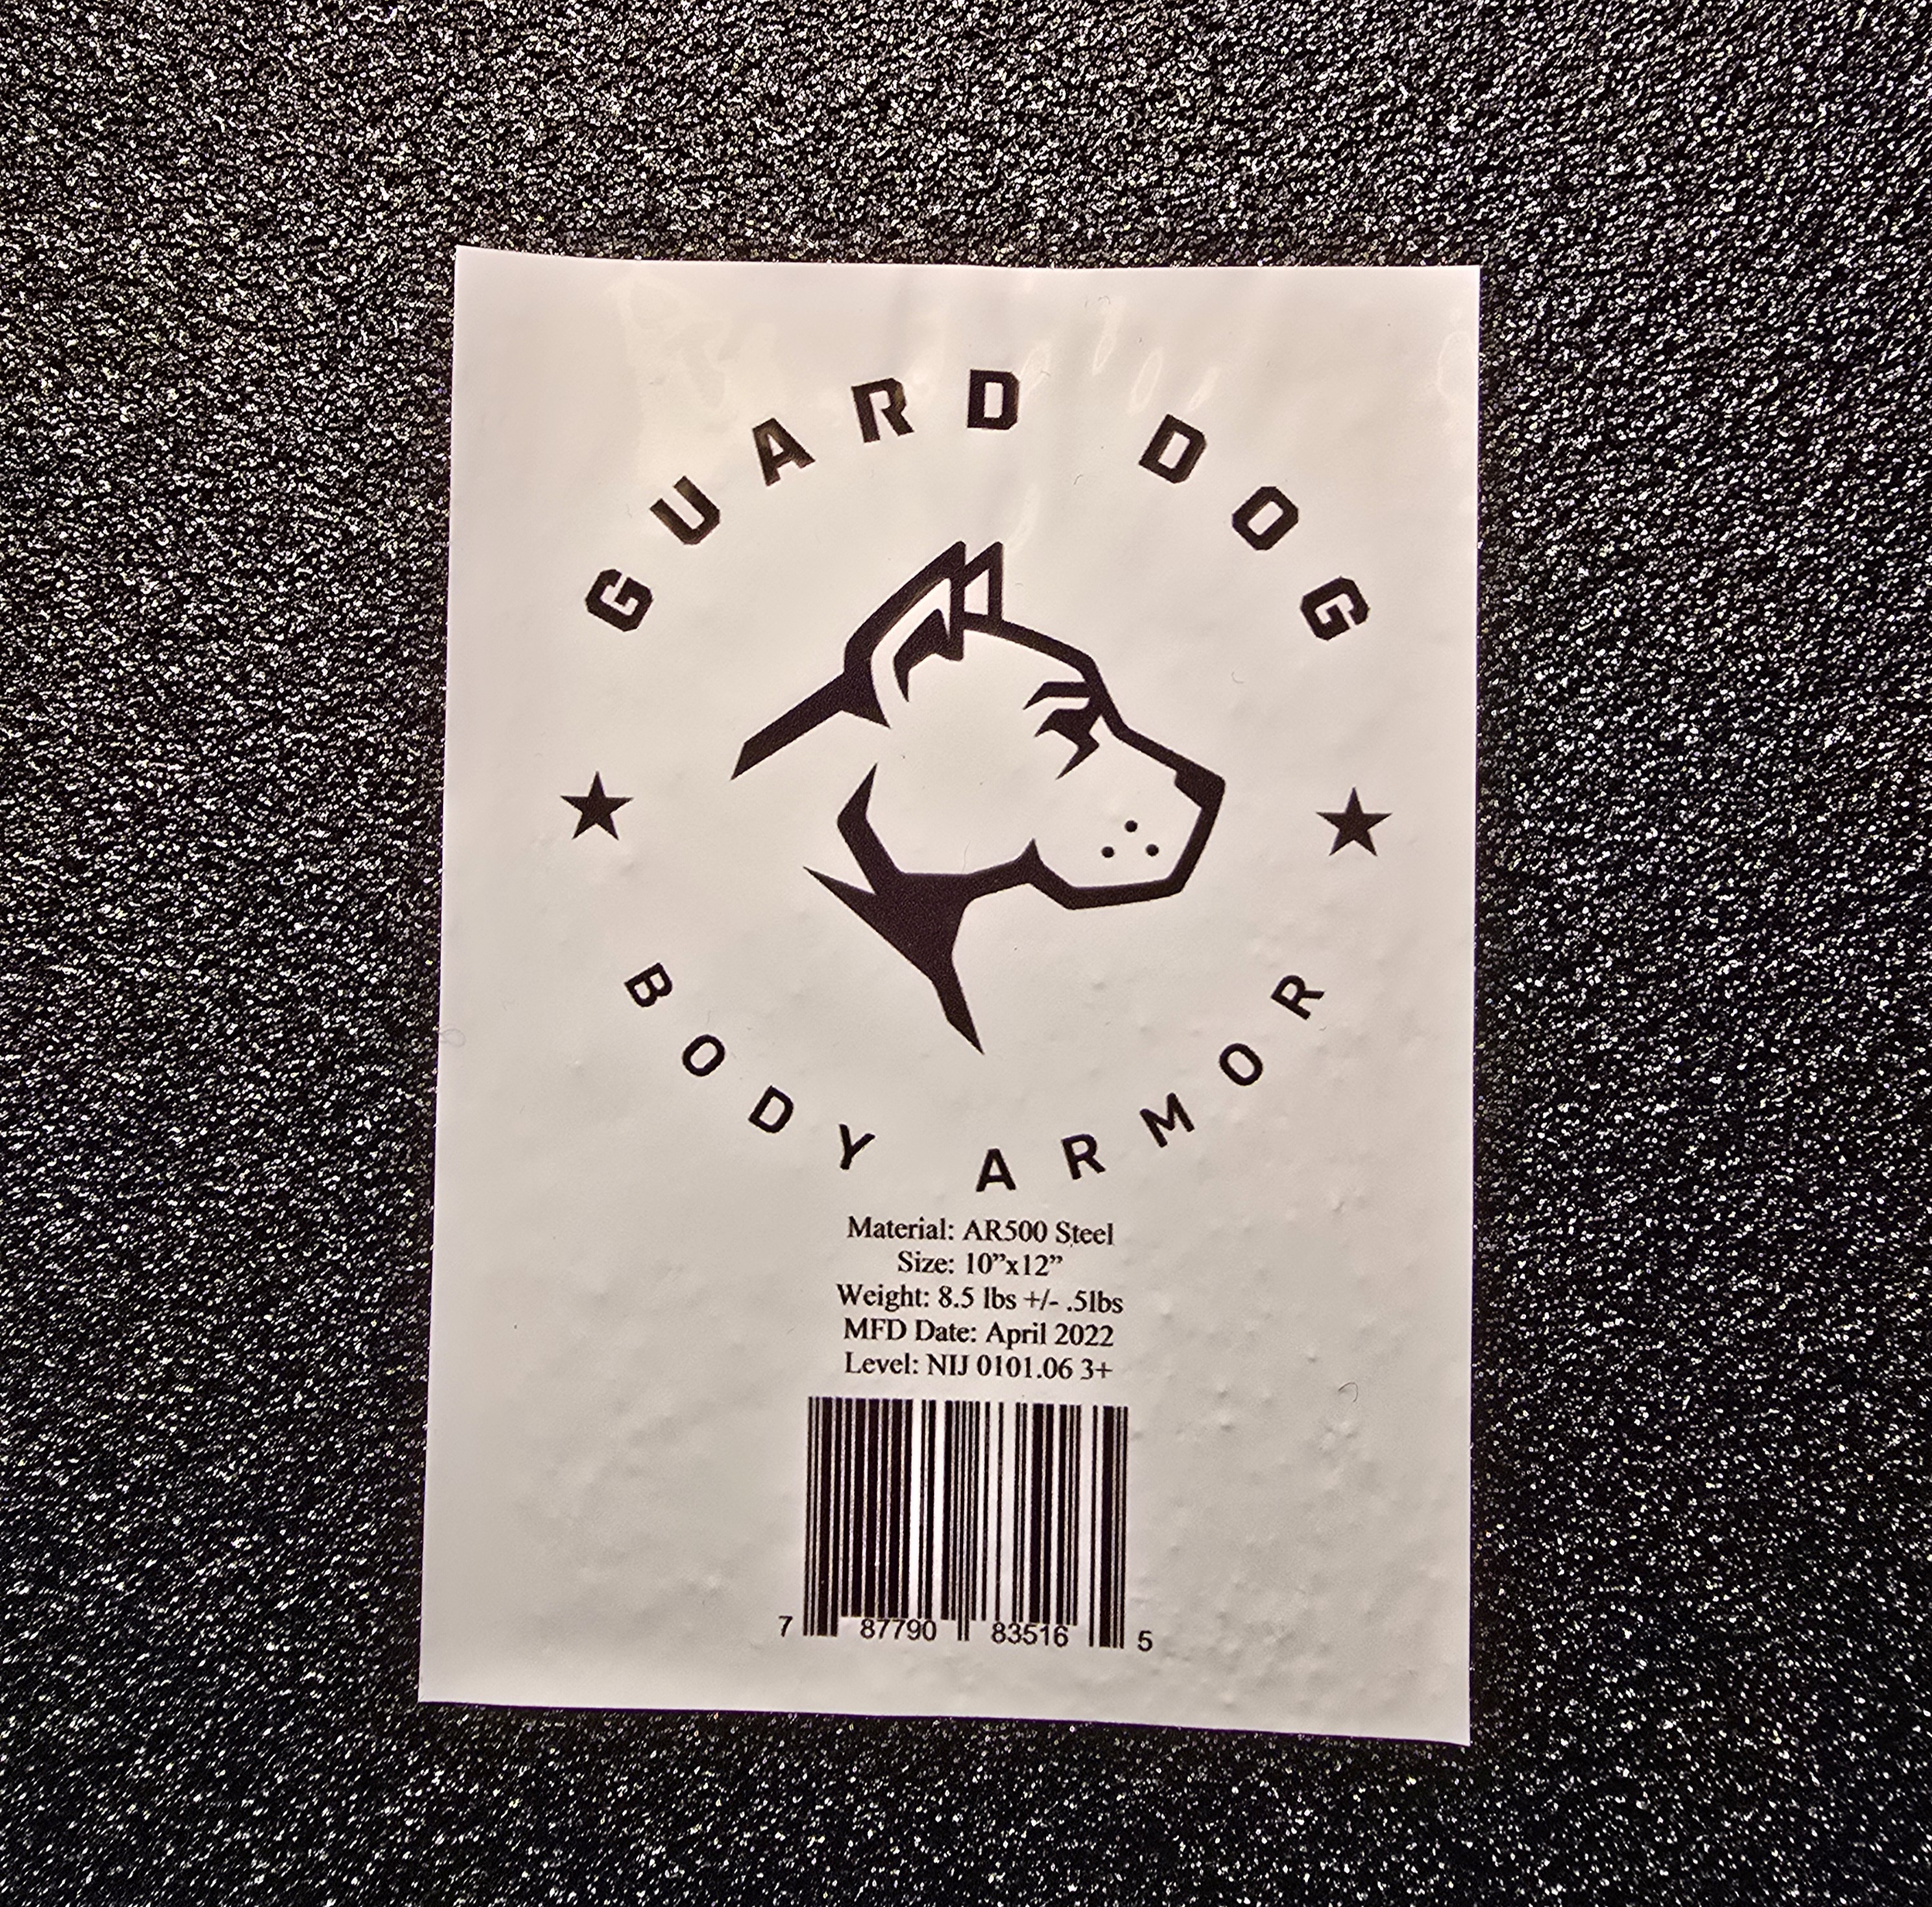 GUARD DOG
BODY ARMOR
Material: AR500 Steel
Size: 10”x12”
Weight: 8.5 lbs +/- .5lbs
MFD Date: April 2022
Level: NIJ 0101.06 3+
7 87790 83516 5